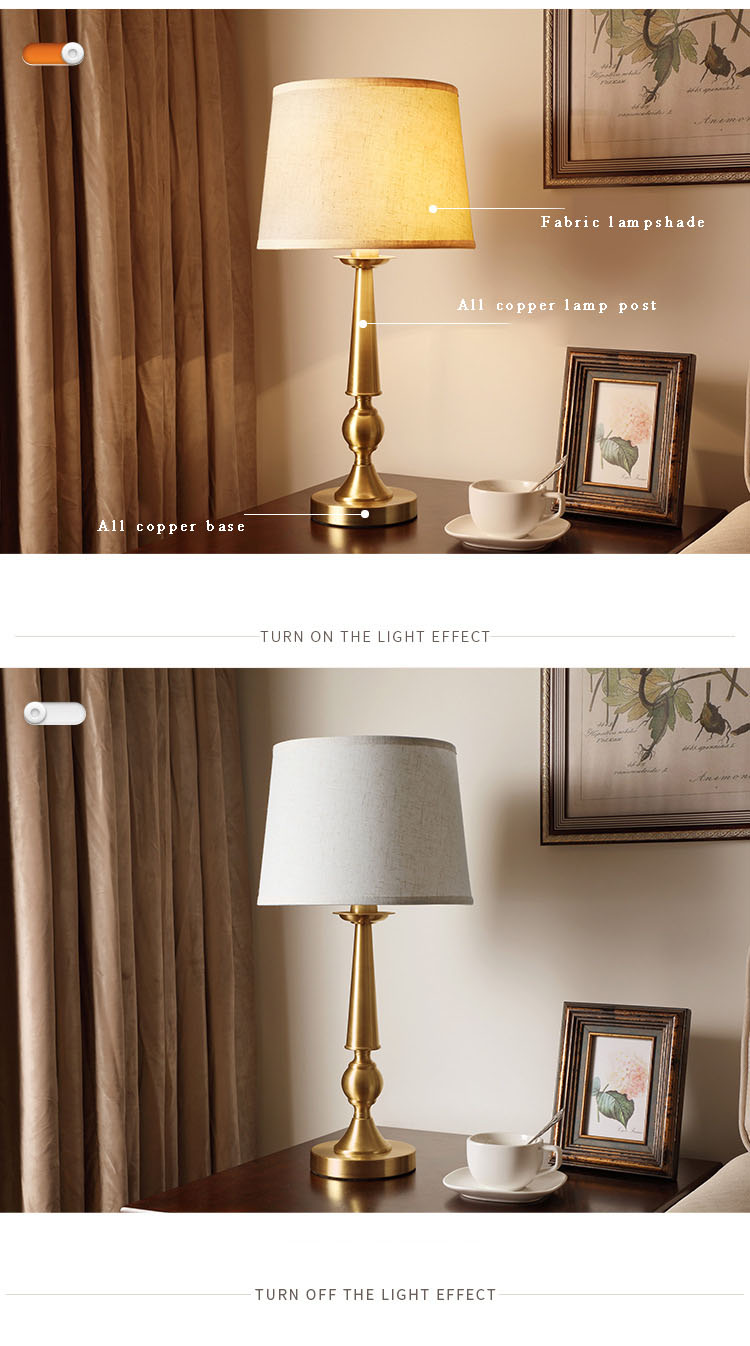 Fabric lampshade
All copper lamp post
All copper base
TURN ON THE LIGHT EFFECT
TURN OFF THE LIGHT EFFECT